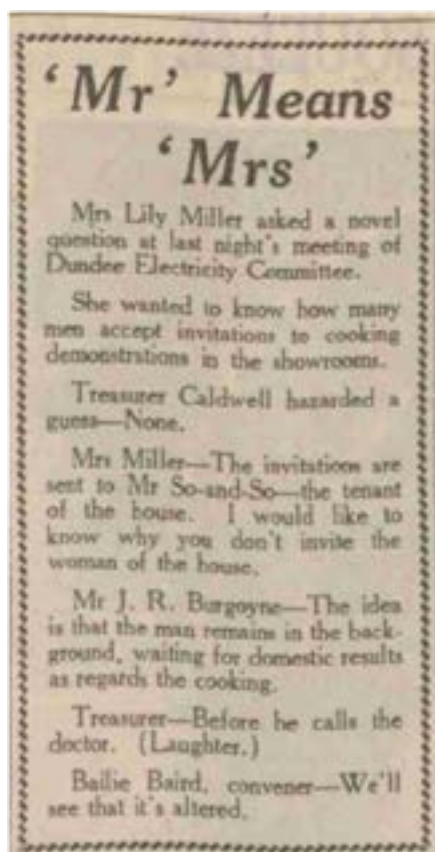 'Mr' Means
'Mrs'
Mrs Lily Miller asked a novel
question at last night's meeting of
Dundee Electricity Committee.
She wanted to know how many
men accept invitations to cooking
demonstrations in the showrooms.
Treasurer Caldwell hazarded a
guess—None.
Mrs Miller—The invitations are
sent to Mr So-and-So—the tenant
of the house. I would like to
know why you don't invite the
woman of the house.
Mr J. R. Burgoyne—The idea
is that the man remains in the back-
ground, waiting for domestic results
as regards the cooking.
Treasurer—Before he calls the
doctor. (Laughter.)
Bailie Baird, convener—We'll
see that it's altered.